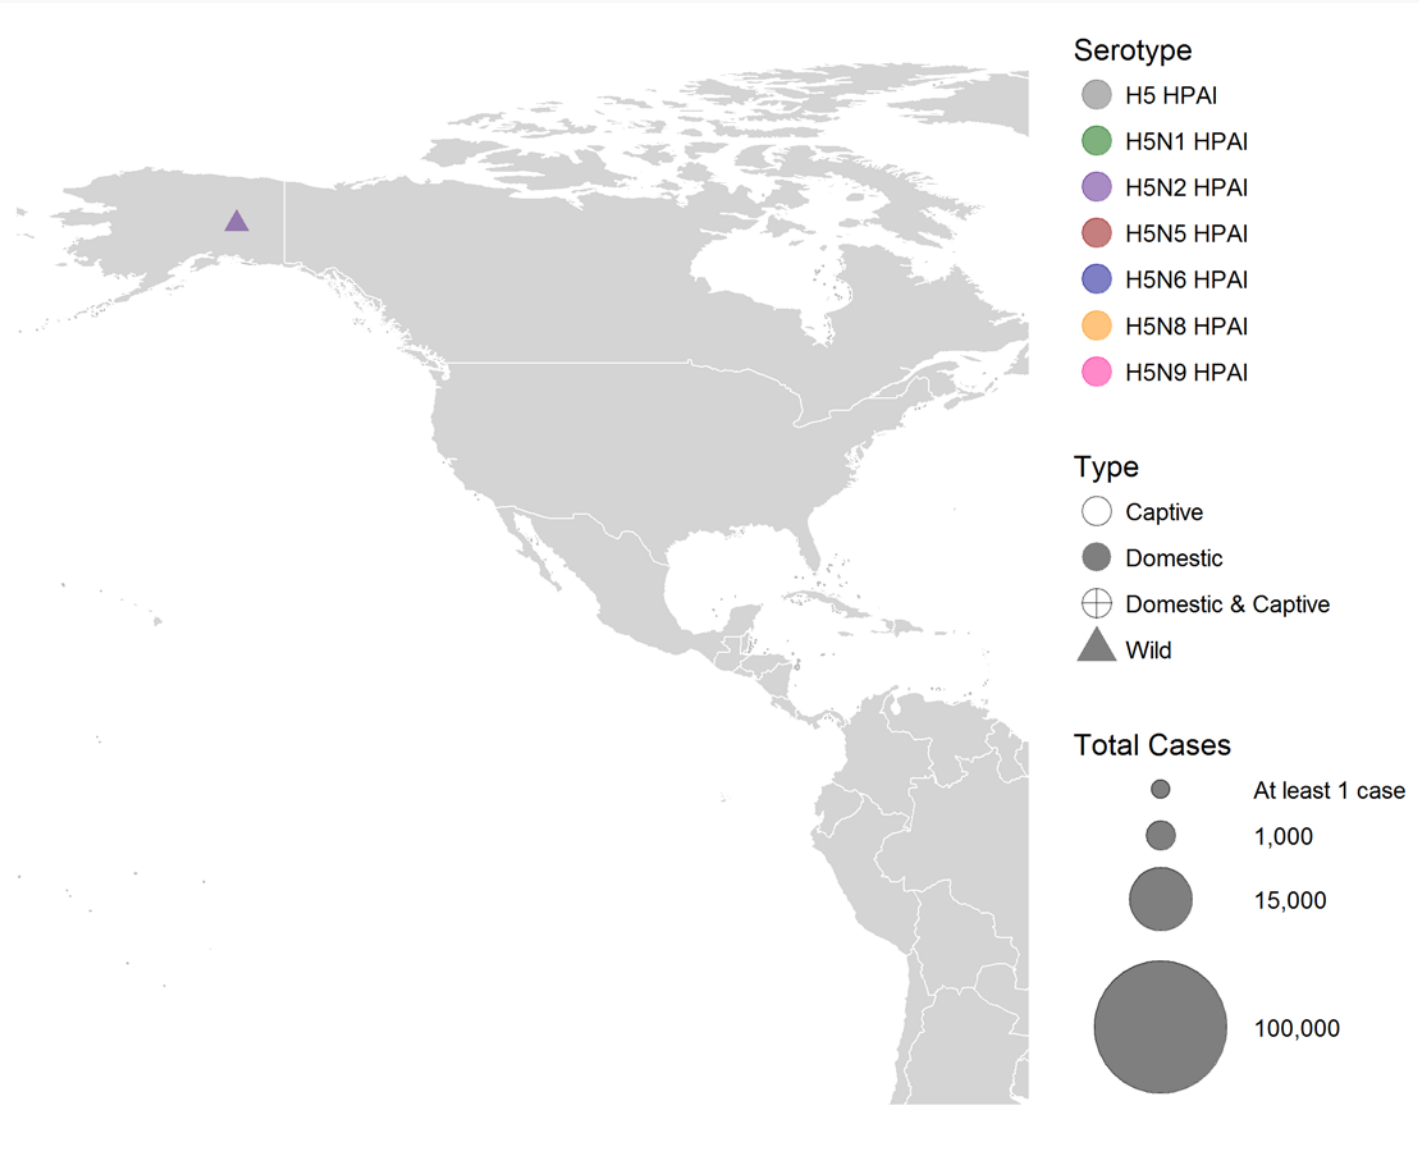 Serotype
H5 HPAI
H5N1 HPAI
H5N2 HPAI
H5N5 HPAI
H5N6 HPAI
H5N8 HPAI
H5N9 HPAI
Type
Captive
Domestic
Domestic & Captive
Wild
Total Cases
At least 1 case
1,000
15,000
100,000